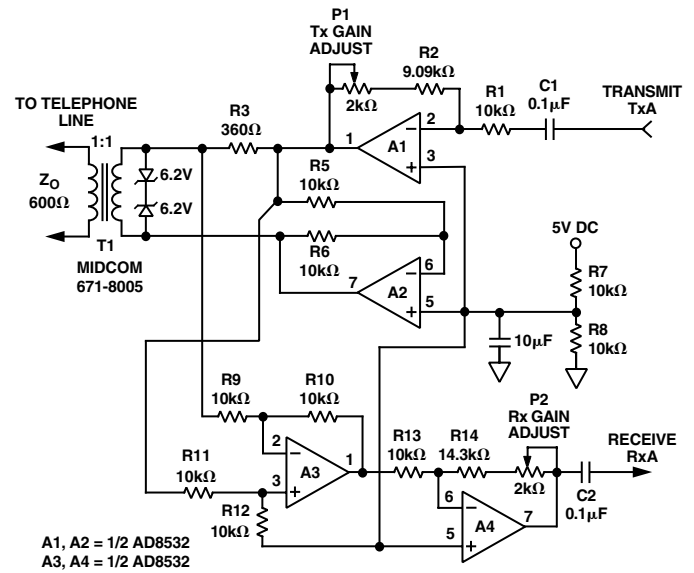 P1
Tx GAIN
ADJUST
R2
9.09kΩ
2kΩ
R1
10kΩ
C1
0.1µF
TRANSMIT
TxA
TO TELEPHONE
LINE
1:1
R3
360Ω
1
A1
2
3
ZO
600Ω
6.2V
6.2V
T1
MIDCOM
671-8005
R5
10kΩ
R6
10kΩ
6
7
A2
5
5V DC
R7
10kΩ
R8
10kΩ
10µF
R9
10kΩ
R10
10kΩ
2
1
A3
3
R11
10kΩ
R12
10kΩ
R13
10kΩ
R14
14.3kΩ
P2
Rx GAIN
ADJUST
2kΩ
RECEIVE
RxA
C2
0.1µF
6
7
A4
5
A1, A2 = 1/2 AD8532
A3, A4 = 1/2 AD8532